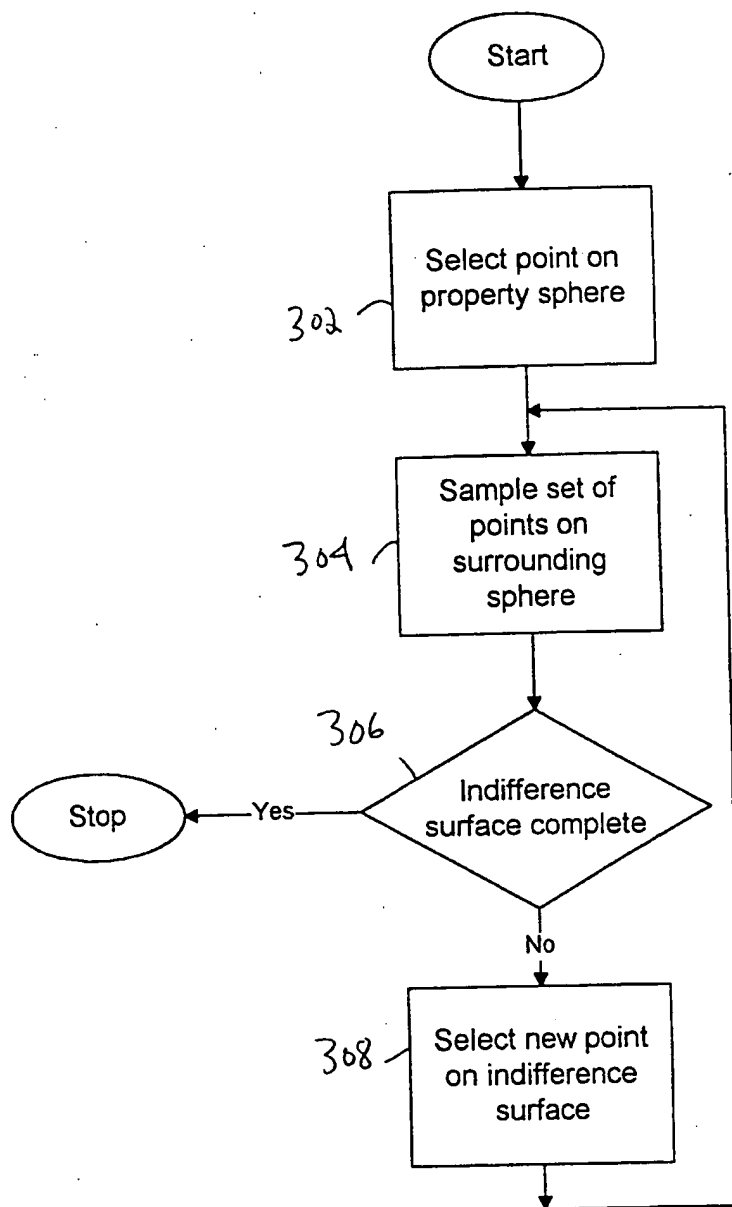 Start
Select point on
property sphere
302
Sample set of
points on
surrounding
sphere
304
306
Indifference
surface complete
Yes
Stop
No
Select new point
on indifference
surface
308